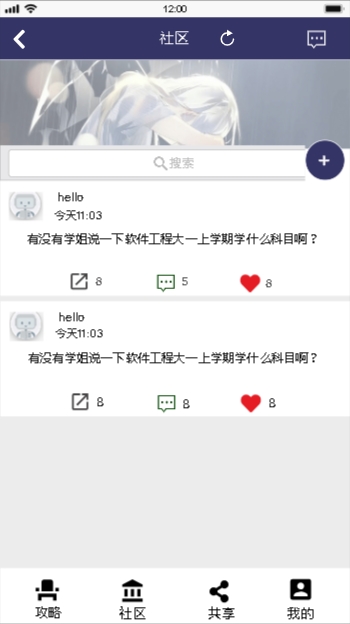 12:00
社区
搜索
+
hello
今天11:03
有没有学姐说一下软件工程大一上学期学什么科目啊？
8 5 8
hello
今天11:03
有没有学姐说一下软件工程大一上学期学什么科目啊？
8 8 8
攻略 社区 共享 我的